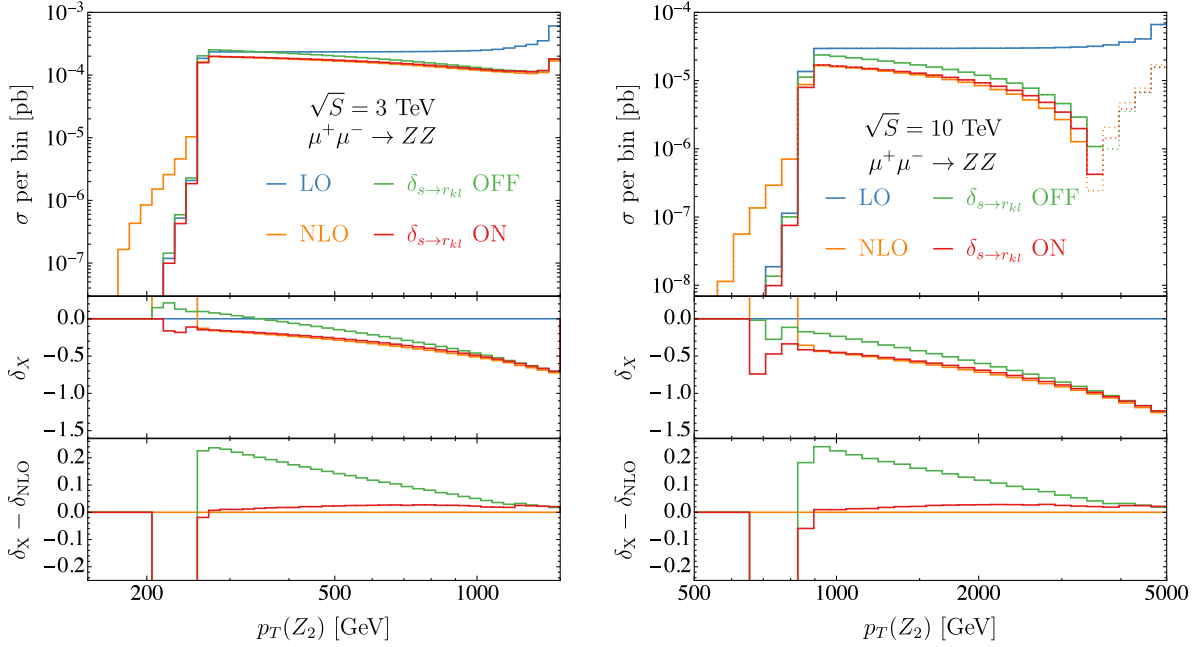 10⁻³
10⁻⁴
10⁻⁵
10⁻⁶
10⁻⁷
σ per bin [pb]
√S = 3 TeV
μ⁺μ⁻ → ZZ
LO
δ_{s→r_{kl}} OFF
NLO
δ_{s→r_{kl}} ON
0.0
−0.5
−1.0
−1.5
δ_X
0.2
0.1
0.0
0.1
0.2
δ_X − δ_NLO
200
500
1000
p_T(Z₂) [GeV]
10⁻⁴
10⁻⁵
10⁻⁶
10⁻⁷
10⁻⁸
σ per bin [pb]
√S = 10 TeV
μ⁺μ⁻ → ZZ
LO
δ_{s→r_{kl}} OFF
NLO
δ_{s→r_{kl}} ON
0.0
−0.5
−1.0
−1.5
δ_X
0.2
0.1
0.0
0.1
−0.2
δ_X − δ_NLO
500
1000
2000
5000
p_T(Z₂) [GeV]